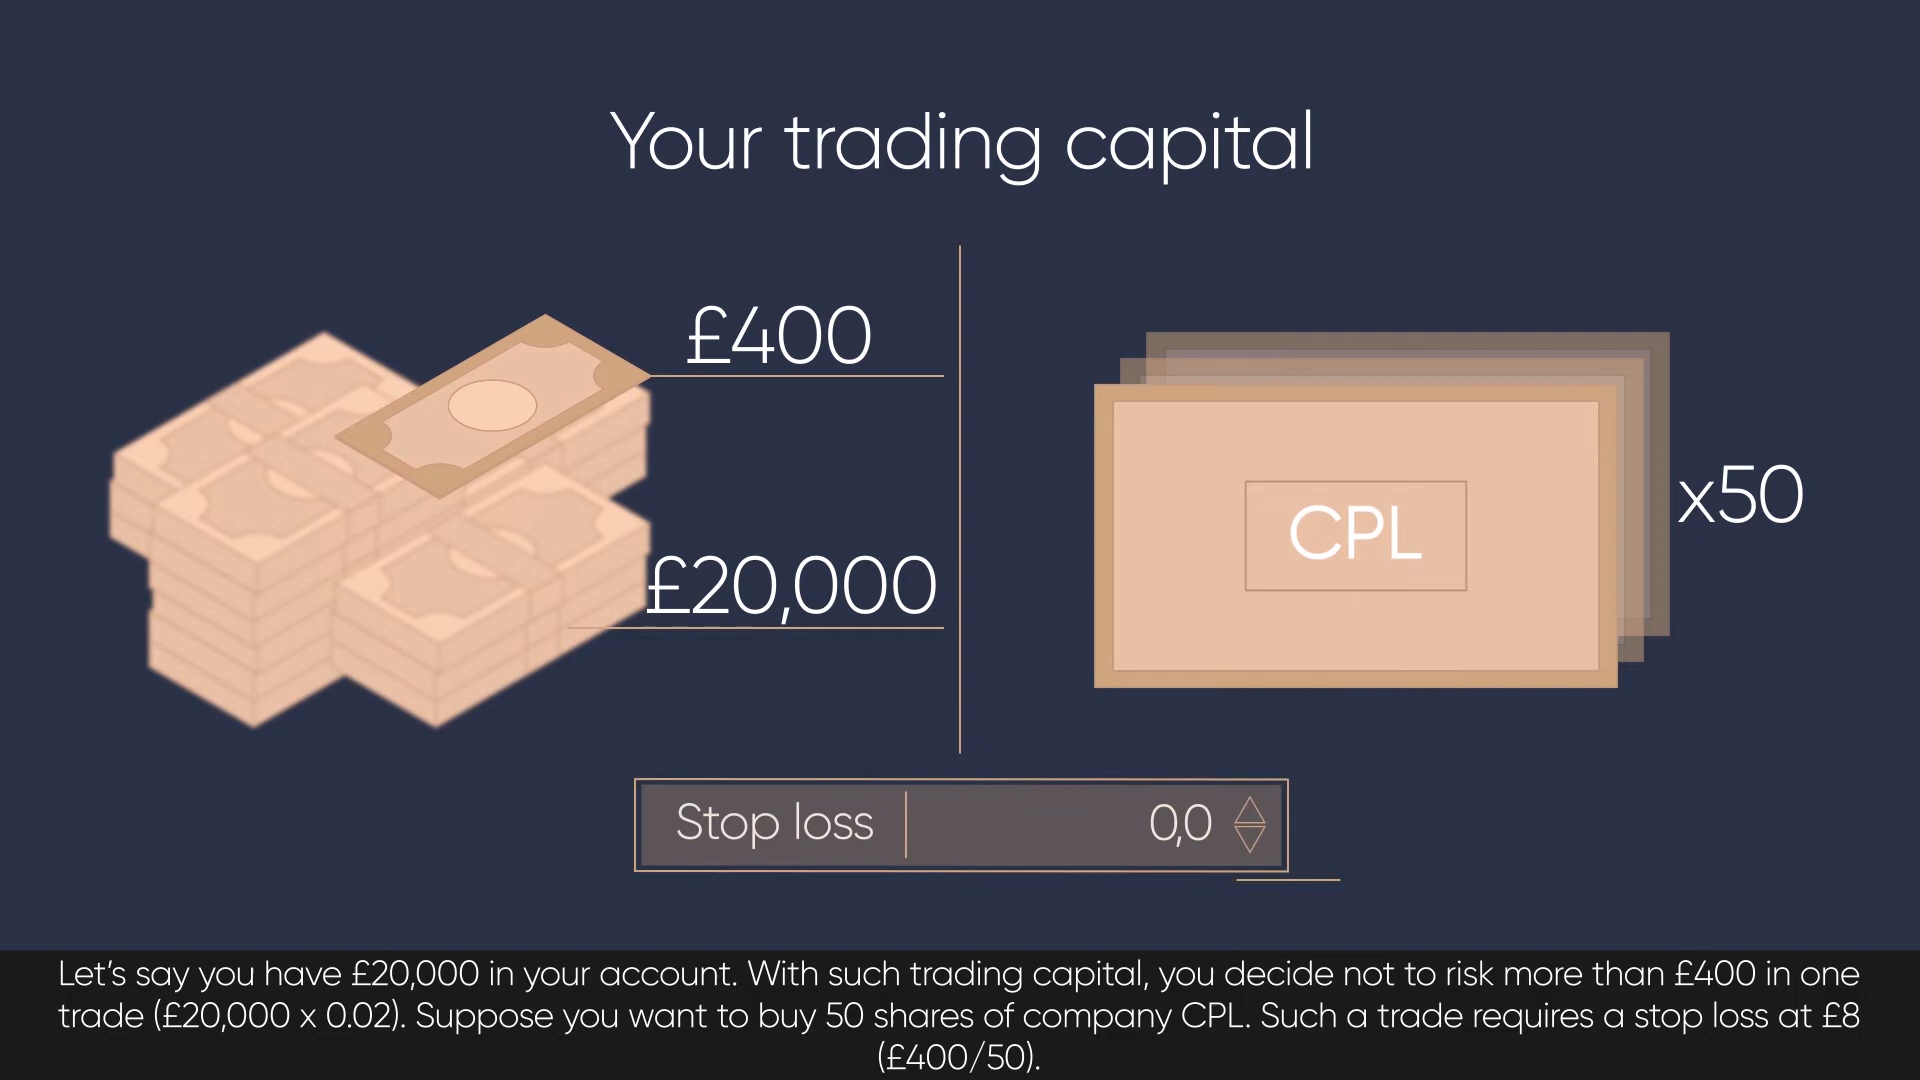 Your trading capital
£400
£20,000
CPL
x50
Stop loss
0,0
Let's say you have £20,000 in your account. With such trading capital, you decide not to risk more than £400 in one
trade (£20,000 x 0.02). Suppose you want to buy 50 shares of company CPL. Such a trade requires a stop loss at £8
(£400/50).